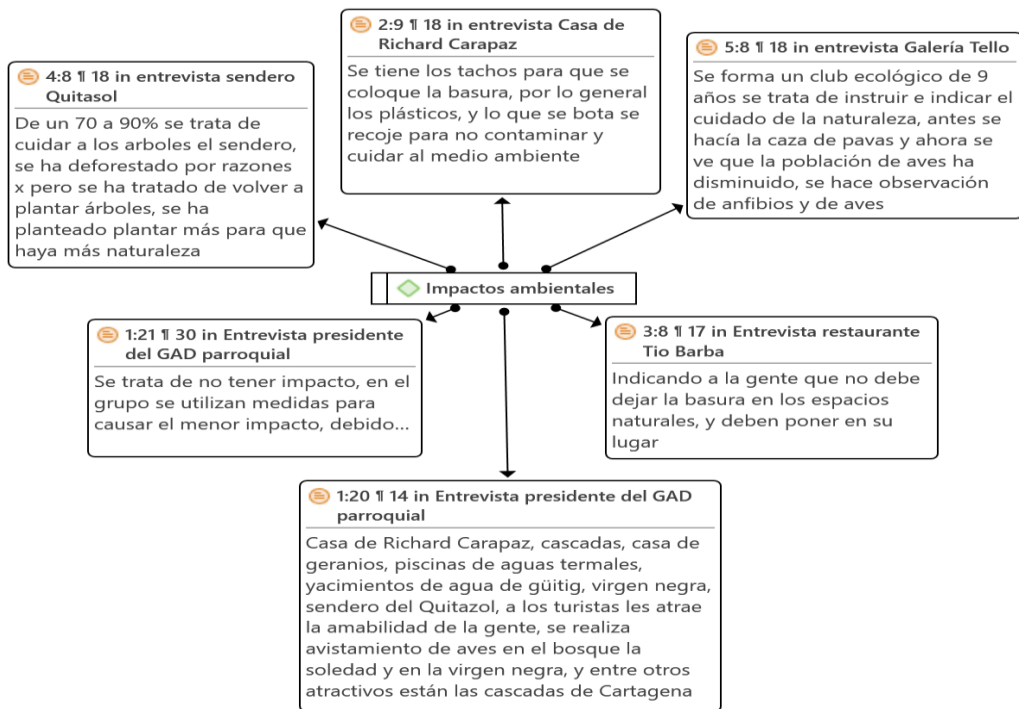 4:8 ¶ 18 in entrevista sendero
Quitasol
De un 70 a 90% se trata de
cuidar a los arboles el sendero,
se ha deforestado por razones
x pero se ha tratado de volver a
plantar árboles, se ha
planteado plantar más para que
haya más naturaleza
2:9 ¶ 18 in entrevista Casa de
Richard Carapaz
Se tiene los tachos para que se
coloque la basura, por lo general
los plásticos, y lo que se bota se
recoje para no contaminar y
cuidar al medio ambiente
5:8 ¶ 18 in entrevista Galería Tello
Se forma un club ecológico de 9
años se trata de instruir e indicar el
cuidado de la naturaleza, antes se
hacía la caza de pavas y ahora se
ve que la población de aves ha
disminuido, se hace observación
de anfibios y de aves
Impactos ambientales
1:21 ¶ 30 in Entrevista presidente
del GAD parroquial
Se trata de no tener impacto, en el
grupo se utilizan medidas para
causar el menor impacto, debido...
3:8 ¶ 17 in Entrevista restaurante
Tio Barba
Indicando a la gente que no debe
dejar la basura en los espacios
naturales, y deben poner en su
lugar
1:20 ¶ 14 in Entrevista presidente del GAD
parroquial
Casa de Richard Carapaz, cascadas, casa de
geranios, piscinas de aguas termales,
yacimientos de agua de güitig, virgen negra,
sendero del Quitazol, a los turistas les atrae
la amabilidad de la gente, se realiza
avistamiento de aves en el bosque la
soledad y en la virgen negra, y entre otros
atractivos están las cascadas de Cartagena